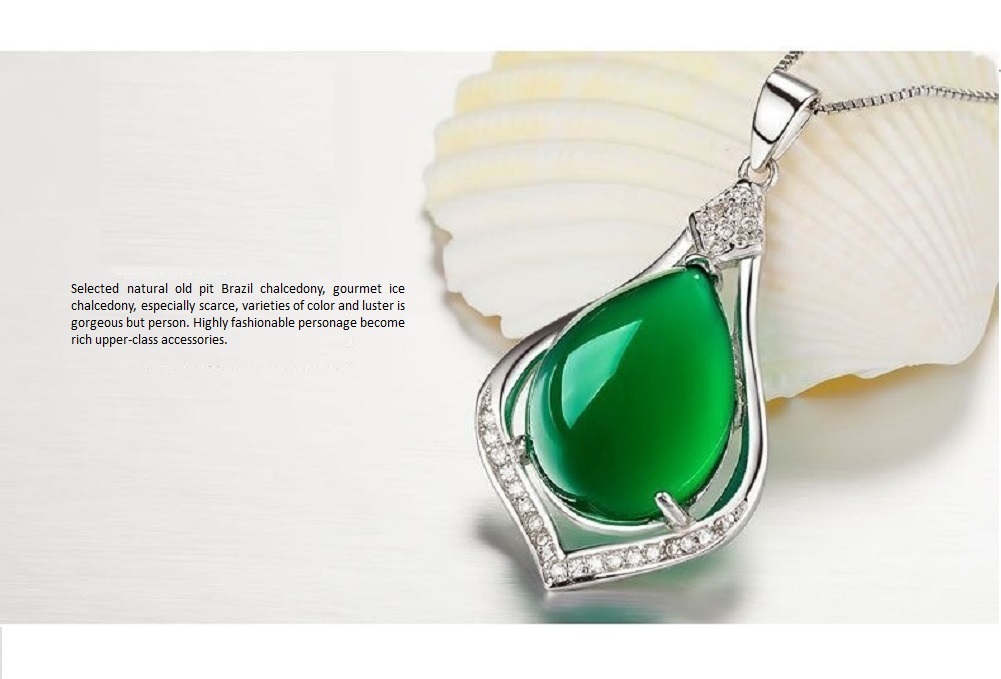 Selected natural old pit Brazil chalcedony, gourmet ice
chalcedony, especially scarce, varieties of color and luster is
gorgeous but person. Highly fashionable personage become
rich upper-class accessories.